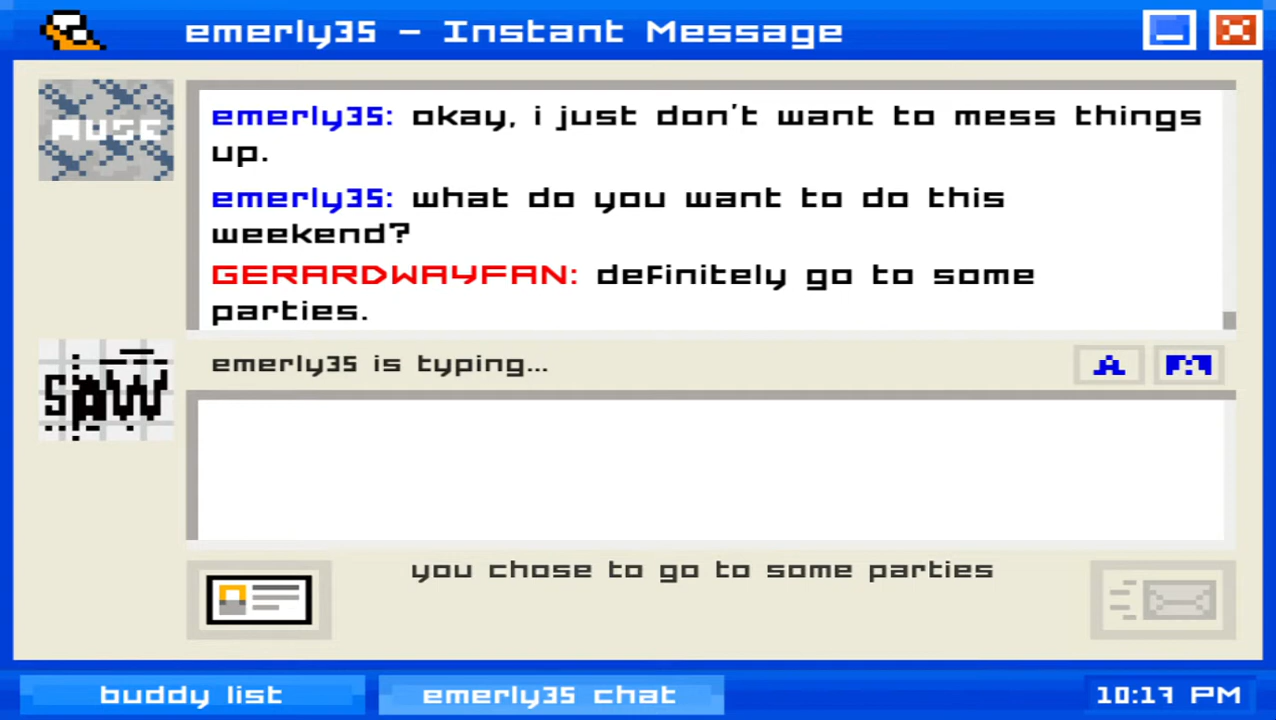 emerly35 - Instant Message
MUSE
emerly35: okay, i just don't want to mess things
up.
emerly35: what do you want to do this
weekend?
GERARDWAYFAN: definitely go to some
parties.
emerly35 is typing...
A
SAW
you chose to go to some parties
buddy list
emerly35 chat
10:17 PM